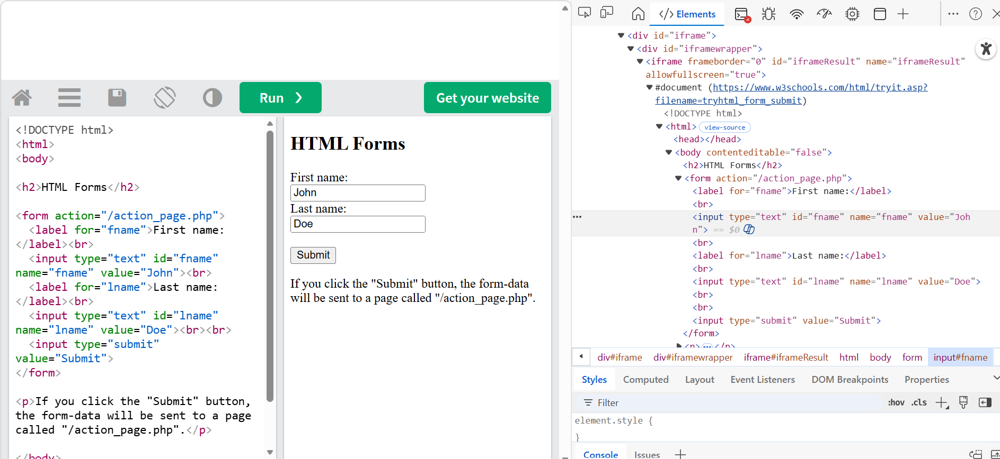 Run ❯
Get your website
<!DOCTYPE html>
<html>
<body>
<h2>HTML Forms</h2>
<form action="/action_page.php">
<label for="fname">First name:
</label><br>
<input type="text" id="fname"
name="fname" value="John"><br>
<label for="lname">Last name:
</label><br>
<input type="text" id="lname"
name="lname" value="Doe"><br><br>
<input type="submit"
value="Submit">
</form>
<p>If you click the "Submit" button,
the form-data will be sent to a page
called "/action_page.php".</p>
</body>
HTML Forms
First name:
John
Last name:
Doe
Submit
If you click the "Submit" button, the form-data
will be sent to a page called "/action_page.php".
</> Elements
<div id="iframe">
<div id="iframewrapper">
<iframe frameborder="0" id="iframeResult" name="iframeResult"
allowfullscreen="true">
#document (https://www.w3schools.com/html/tryit.asp?
filename=tryhtml_form_submit)
<!DOCTYPE html>
<html> view-source
<head></head>
<body contenteditable="false">
<h2>HTML Forms</h2>
<form action="/action_page.php">
<label for="fname">First name:</label>
<br>
<input type="text" id="fname" name="fname" value="Joh
n"> == $0
<br>
<label for="lname">Last name:</label>
<br>
<input type="text" id="lname" name="lname" value="Doe">
<br>
<br>
<input type="submit" value="Submit">
</form>
<p>…</p>
div#iframe div#iframewrapper iframe#iframeResult html body form input#fname
Styles Computed Layout Event Listeners DOM Breakpoints Properties
Filter :hov .cls
element.style {
}
Console Issues